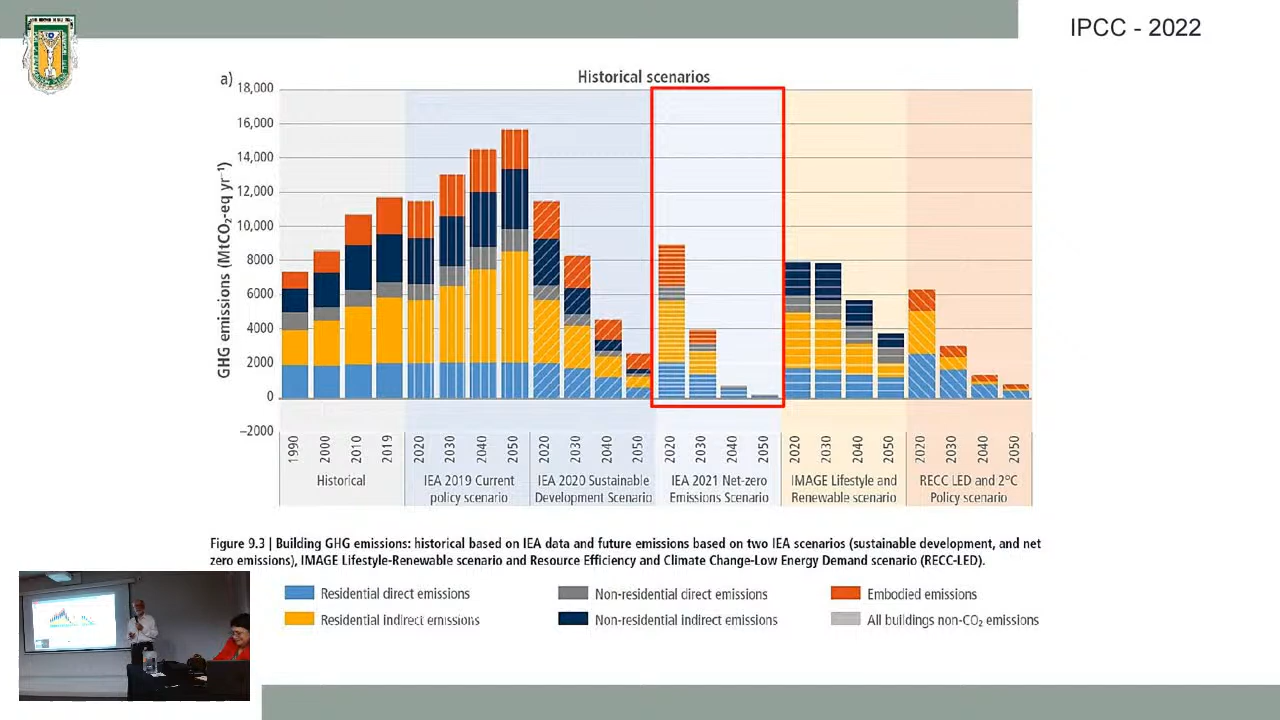 IPCC - 2022
a)
Historical scenarios
18,000
16,000
14,000
12,000
10,000
8000
6000
4000
2000
0
−2000
GHG emissions (MtCO₂-eq yr⁻¹)
1990 2000 2010 2019 2020 2030 2040 2050 2020 2030 2040 2050 2020 2030 2040 2050 2020 2030 2040 2050 2020 2030 2040 2050
Historical
IEA 2019 Current
policy scenario
IEA 2020 Sustainable
Development Scenario
IEA 2021 Net-zero
Emissions Scenario
IMAGE Lifestyle and
Renewable scenario
RECC LED and 2°C
Policy scenario
Figure 9.3 | Building GHG emissions: historical based on IEA data and future emissions based on two IEA scenarios (sustainable development, and net
zero emissions), IMAGE Lifestyle-Renewable scenario and Resource Efficiency and Climate Change-Low Energy Demand scenario (RECC-LED).
Residential direct emissions
Non-residential direct emissions
Embodied emissions
Residential indirect emissions
Non-residential indirect emissions
All buildings non-CO₂ emissions